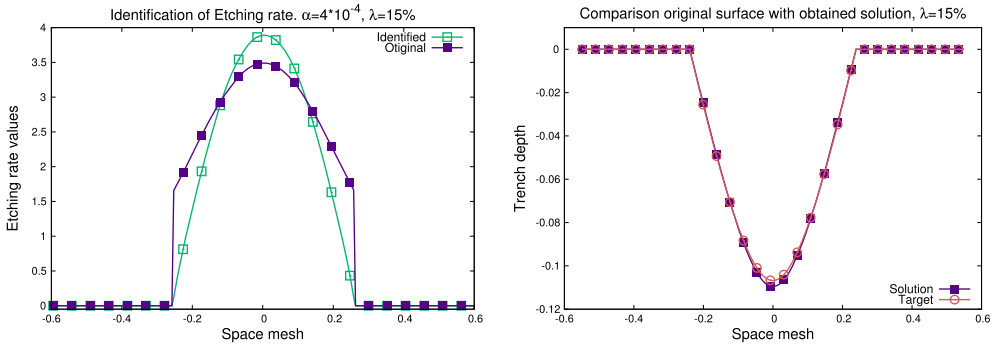 Identification of Etching rate. α=4*10-4, λ=15%
Identified
Otiginal
Etching rate values
4
3.5
3
2.5
2
1.5
1
0.5
0
-0.6 -0.4 -0.2 0 0.2 0.4 0.6
Space mesh
Comparison original surface with obtained solution, λ=15%
Trench depth
0
-0.02
-0.04
-0.06
-0.08
-0.1
-0.12
Solution
Target
-0.6 -0.4 -0.2 0 0.2 0.4 0.6
Space mesh